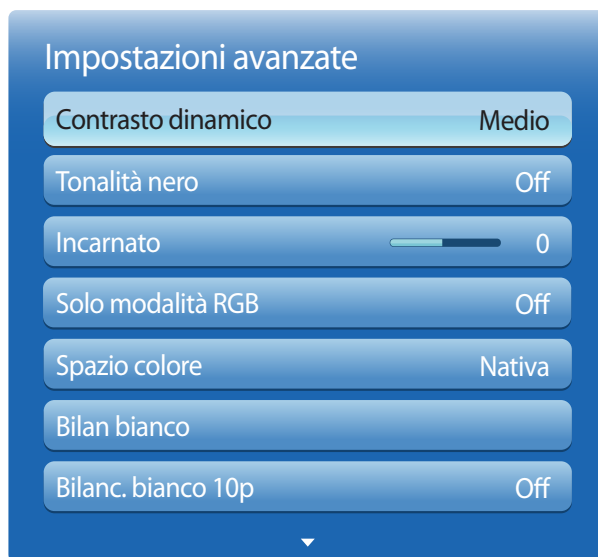 Impostazioni avanzate
Contrasto dinamico Medio
Tonalità nero Off
Incarnato 0
Solo modalità RGB Off
Spazio colore Nativa
Bilan bianco
Bilanc. bianco 10p Off